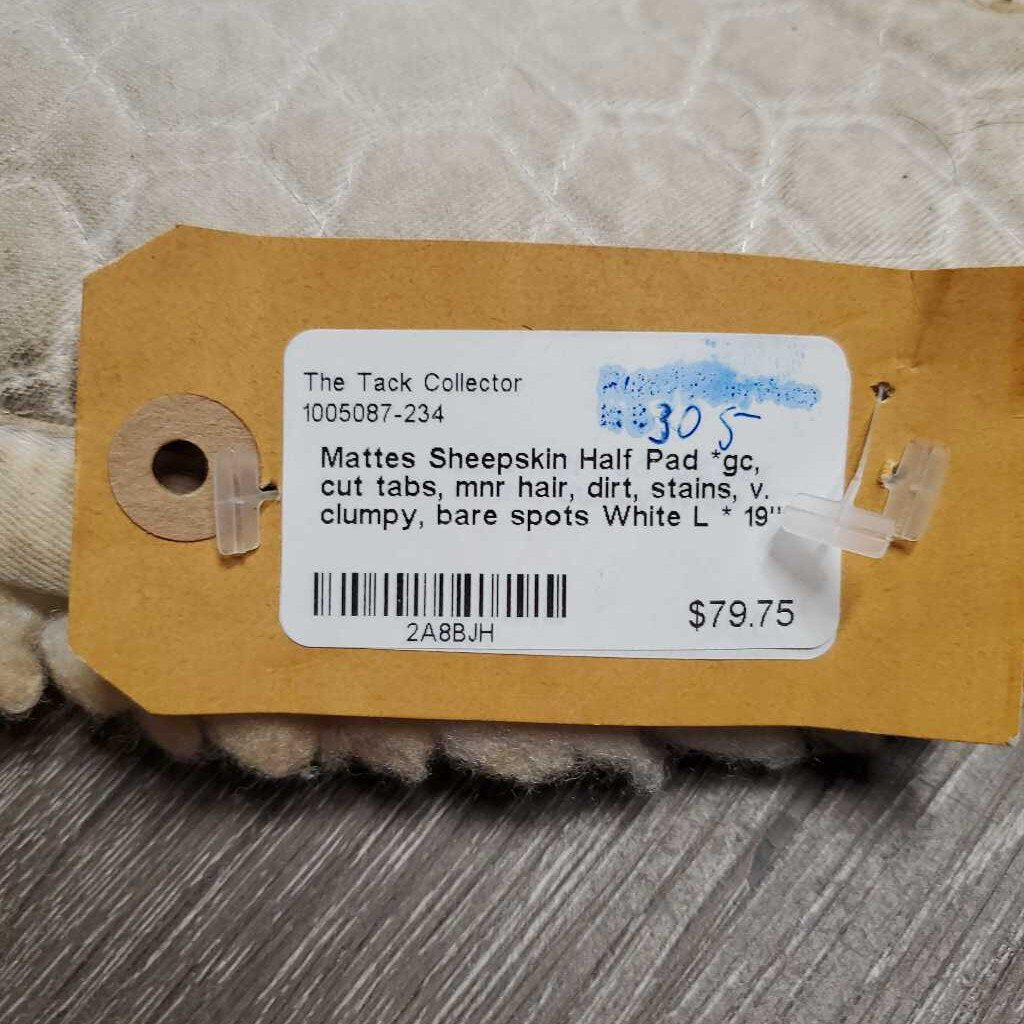 The Tack Collector
1005087-234
305
Mattes Sheepskin Half Pad *gc,
cut tabs, mnr hair, dirt, stains, v.
clumpy, bare spots White L * 19"
2A8BJH
$79.75